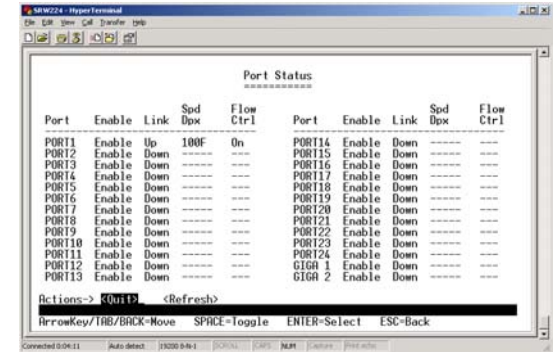 SRW224 - HyperTerminal
File Edit View Call Transfer Help
Port Status
===========
Spd Flow Spd Flow
Port Enable Link Dpx Ctrl Port Enable Link Dpx Ctrl
PORT1 Enable Up 100F On PORT14 Enable Down ----- ---
PORT2 Enable Down ----- --- PORT15 Enable Down ----- ---
PORT3 Enable Down ----- --- PORT16 Enable Down ----- ---
PORT4 Enable Down ----- --- PORT17 Enable Down ----- ---
PORT5 Enable Down ----- --- PORT18 Enable Down ----- ---
PORT6 Enable Down ----- --- PORT19 Enable Down ----- ---
PORT7 Enable Down ----- --- PORT20 Enable Down ----- ---
PORT8 Enable Down ----- --- PORT21 Enable Down ----- ---
PORT9 Enable Down ----- --- PORT22 Enable Down ----- ---
PORT10 Enable Down ----- --- PORT23 Enable Down ----- ---
PORT11 Enable Down ----- --- PORT24 Enable Down ----- ---
PORT12 Enable Down ----- --- GIGA 1 Enable Down ----- ---
PORT13 Enable Down ----- --- GIGA 2 Enable Down ----- ---
Actions-> <Quit> <Refresh>
ArrowKey/TAB/BACK=Move SPACE=Toggle ENTER=Select ESC=Back
Connected 0:04:11 Auto detect 19200 8-N-1 SCROLL CAPS NUM Capture Print echo